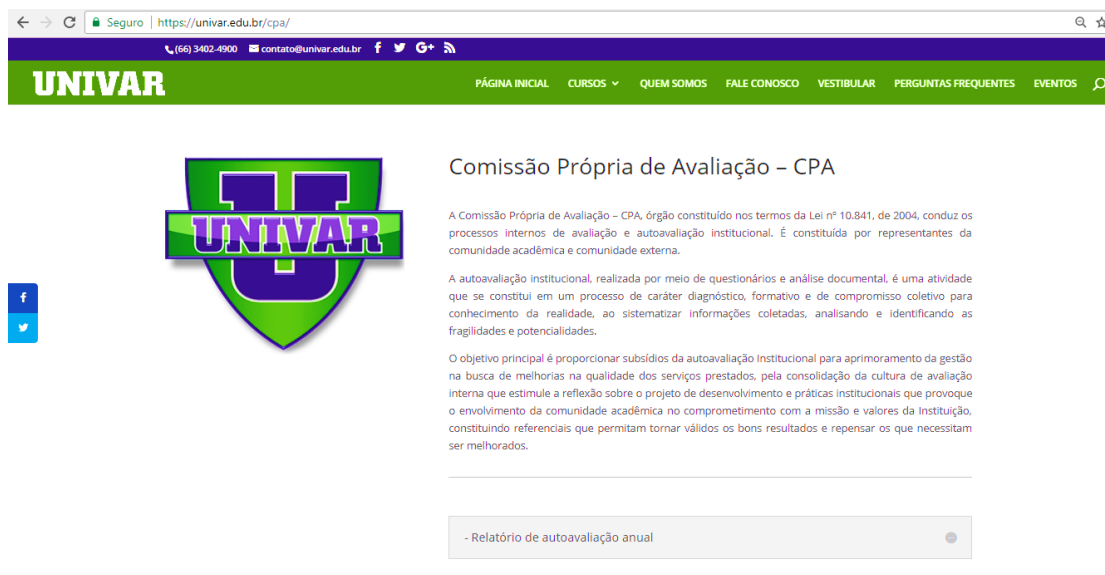 Seguro | https://univar.edu.br/cpa/
(66) 3402-4900 contato@univar.edu.br f G+
UNIVAR
PÁGINA INICIAL CURSOS QUEM SOMOS FALE CONOSCO VESTIBULAR PERGUNTAS FREQUENTES EVENTOS
U
UNIVAR
Comissão Própria de Avaliação – CPA
A Comissão Própria de Avaliação – CPA, órgão constituído nos termos da Lei nº 10.841, de 2004, conduz os
processos internos de avaliação e autoavaliação institucional. É constituída por representantes da
comunidade acadêmica e comunidade externa.
A autoavaliação institucional, realizada por meio de questionários e análise documental, é uma atividade
que se constitui em um processo de caráter diagnóstico, formativo e de compromisso coletivo para
conhecimento da realidade, ao sistematizar informações coletadas, analisando e identificando as
fragilidades e potencialidades.
O objetivo principal é proporcionar subsídios da autoavaliação Institucional para aprimoramento da gestão
na busca de melhorias na qualidade dos serviços prestados, pela consolidação da cultura de avaliação
interna que estimule a reflexão sobre o projeto de desenvolvimento e práticas institucionais que provoque
o envolvimento da comunidade acadêmica no comprometimento com a missão e valores da Instituição,
constituindo referenciais que permitam tornar válidos os bons resultados e repensar os que necessitam
ser melhorados.
- Relatório de autoavaliação anual